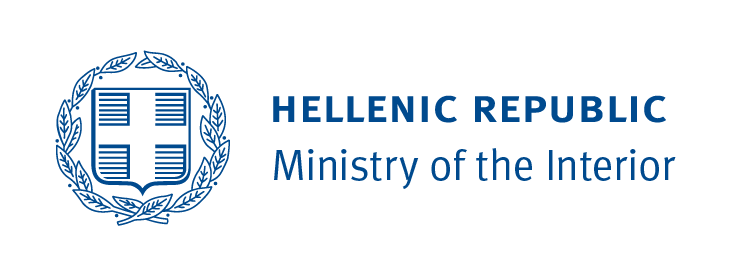 HELLENIC REPUBLIC
Ministry of the Interior